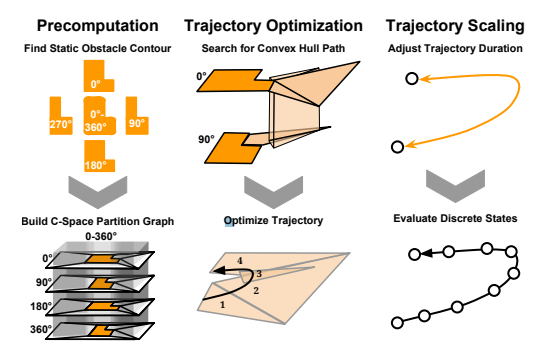 Precomputation
Find Static Obstacle Contour
0°
270°
0°-
360°
90°
180°
Build C-Space Partition Graph
0-360°
0°
90°
180°
360°
Trajectory Optimization
Search for Convex Hull Path
0°
90°
Optimize Trajectory
4
3
2
1
Trajectory Scaling
Adjust Trajectory Duration
Evaluate Discrete States